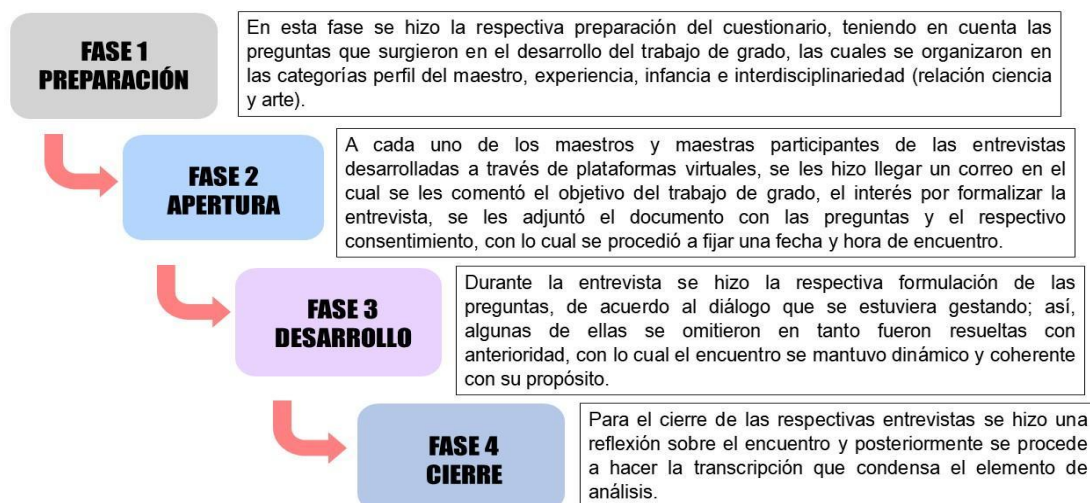 FASE 1
PREPARACIÓN
En esta fase se hizo la respectiva preparación del cuestionario, teniendo en cuenta las
preguntas que surgieron en el desarrollo del trabajo de grado, las cuales se organizaron en
las categorías perfil del maestro, experiencia, infancia e interdisciplinariedad (relación ciencia
y arte).
FASE 2
APERTURA
A cada uno de los maestros y maestras participantes de las entrevistas
desarrolladas a través de plataformas virtuales, se les hizo llegar un correo en el
cual se les comentó el objetivo del trabajo de grado, el interés por formalizar la
entrevista, se les adjuntó el documento con las preguntas y el respectivo
consentimiento, con lo cual se procedió a fijar una fecha y hora de encuentro.
FASE 3
DESARROLLO
Durante la entrevista se hizo la respectiva formulación de las
preguntas, de acuerdo al diálogo que se estuviera gestando; así,
algunas de ellas se omitieron en tanto fueron resueltas con
anterioridad, con lo cual el encuentro se mantuvo dinámico y coherente
con su propósito.
FASE 4
CIERRE
Para el cierre de las respectivas entrevistas se hizo una
reflexión sobre el encuentro y posteriormente se procede
a hacer la transcripción que condensa el elemento de
análisis.